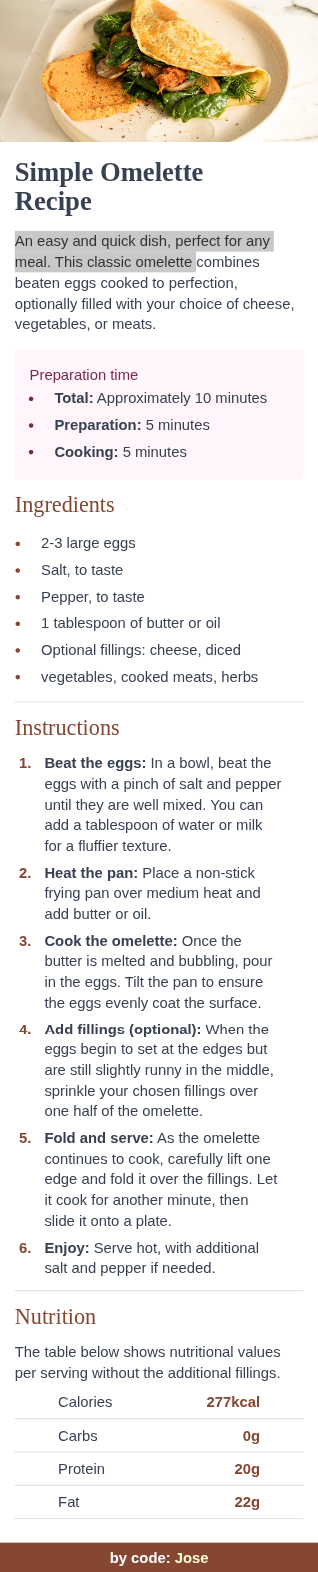 Simple Omelette
Recipe
An easy and quick dish, perfect for any
meal. This classic omelette combines
beaten eggs cooked to perfection,
optionally filled with your choice of cheese,
vegetables, or meats.
Preparation time
• Total: Approximately 10 minutes
• Preparation: 5 minutes
• Cooking: 5 minutes
Ingredients
• 2-3 large eggs
• Salt, to taste
• Pepper, to taste
• 1 tablespoon of butter or oil
• Optional fillings: cheese, diced
• vegetables, cooked meats, herbs
Instructions
1. Beat the eggs: In a bowl, beat the
eggs with a pinch of salt and pepper
until they are well mixed. You can
add a tablespoon of water or milk
for a fluffier texture.
2. Heat the pan: Place a non-stick
frying pan over medium heat and
add butter or oil.
3. Cook the omelette: Once the
butter is melted and bubbling, pour
in the eggs. Tilt the pan to ensure
the eggs evenly coat the surface.
4. Add fillings (optional): When the
eggs begin to set at the edges but
are still slightly runny in the middle,
sprinkle your chosen fillings over
one half of the omelette.
5. Fold and serve: As the omelette
continues to cook, carefully lift one
edge and fold it over the fillings. Let
it cook for another minute, then
slide it onto a plate.
6. Enjoy: Serve hot, with additional
salt and pepper if needed.
Nutrition
The table below shows nutritional values
per serving without the additional fillings.
Calories 277kcal
Carbs 0g
Protein 20g
Fat 22g
by code: Jose